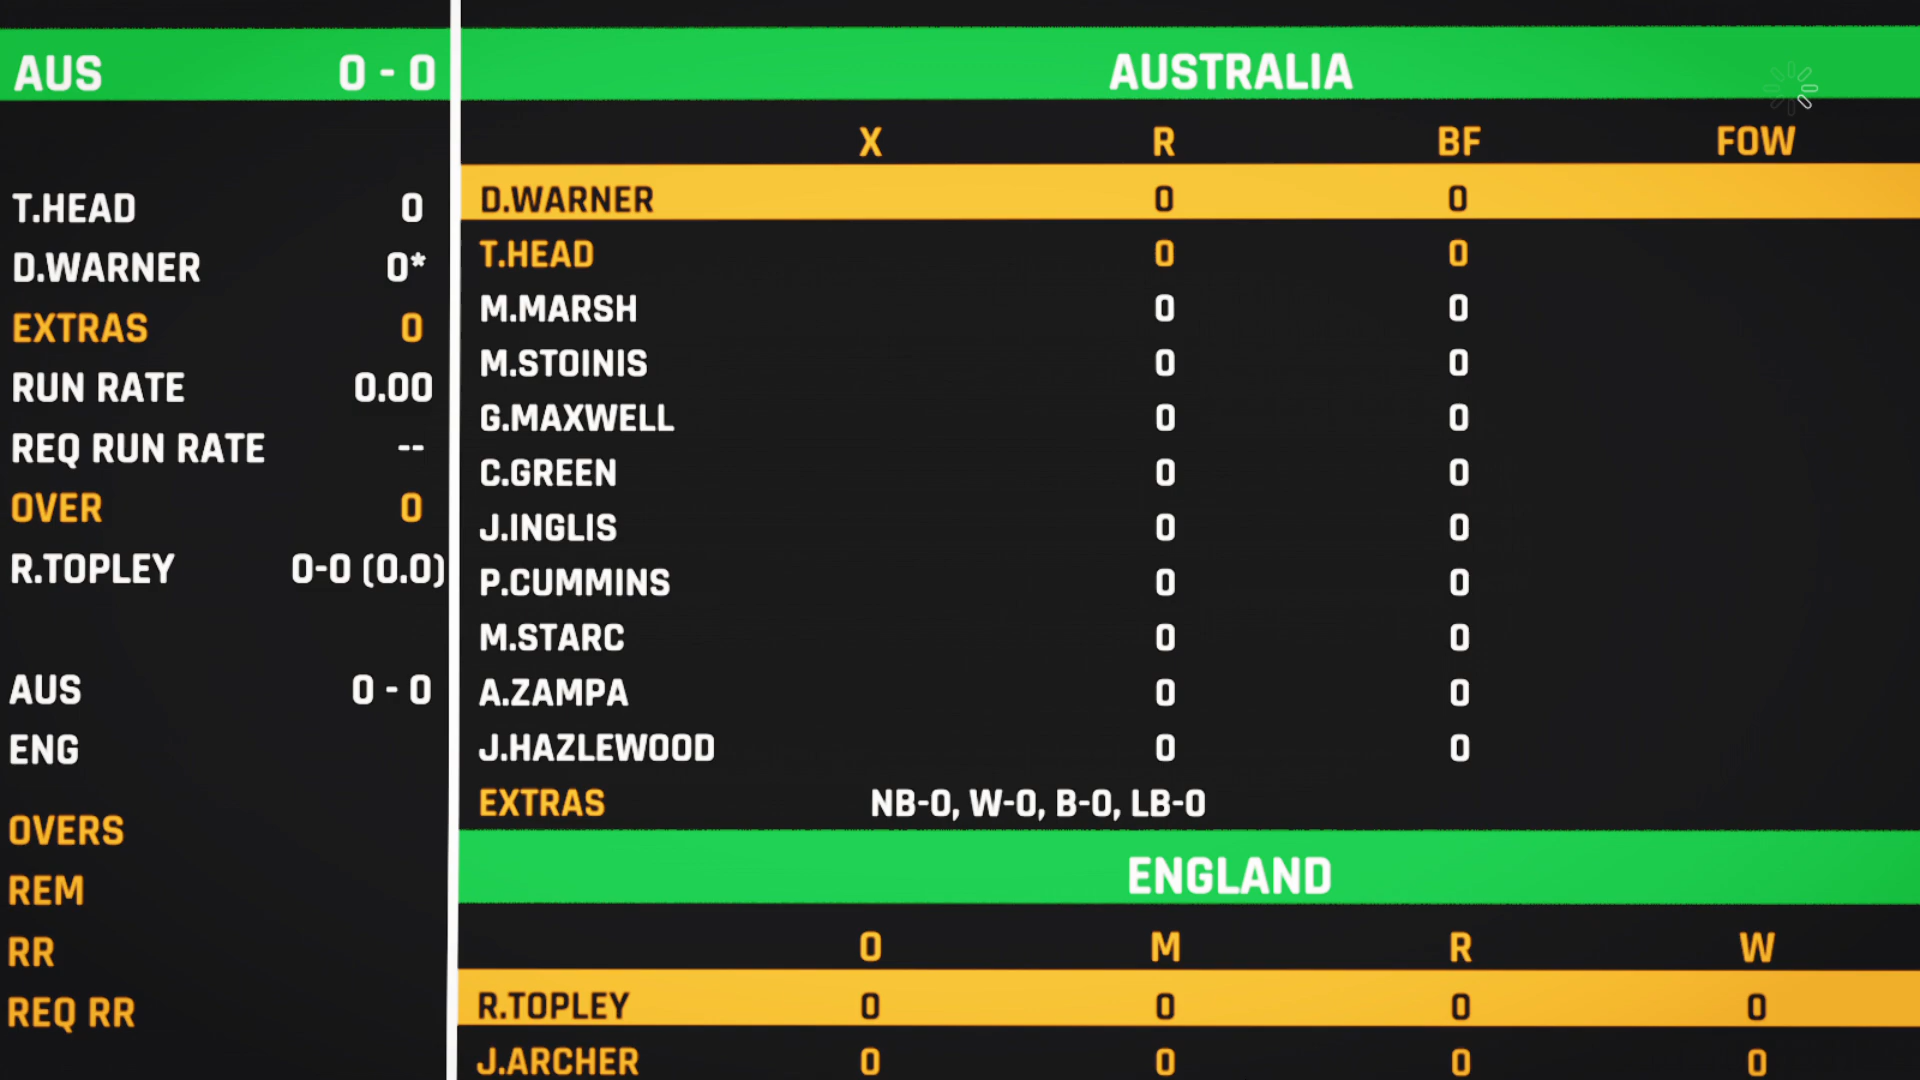 AUS 0 - 0
T.HEAD 0
D.WARNER 0*
EXTRAS 0
RUN RATE 0.00
REQ RUN RATE --
OVER 0
R.TOPLEY 0-0 (0.0)
AUS 0 - 0
ENG
OVERS
REM
RR
REQ RR
AUSTRALIA
X R BF FOW
D.WARNER 0 0
T.HEAD 0 0
M.MARSH 0 0
M.STOINIS 0 0
G.MAXWELL 0 0
C.GREEN 0 0
J.INGLIS 0 0
P.CUMMINS 0 0
M.STARC 0 0
A.ZAMPA 0 0
J.HAZLEWOOD 0 0
EXTRAS NB-0, W-0, B-0, LB-0
ENGLAND
O M R W
R.TOPLEY 0 0 0 0
J.ARCHER 0 0 0 0